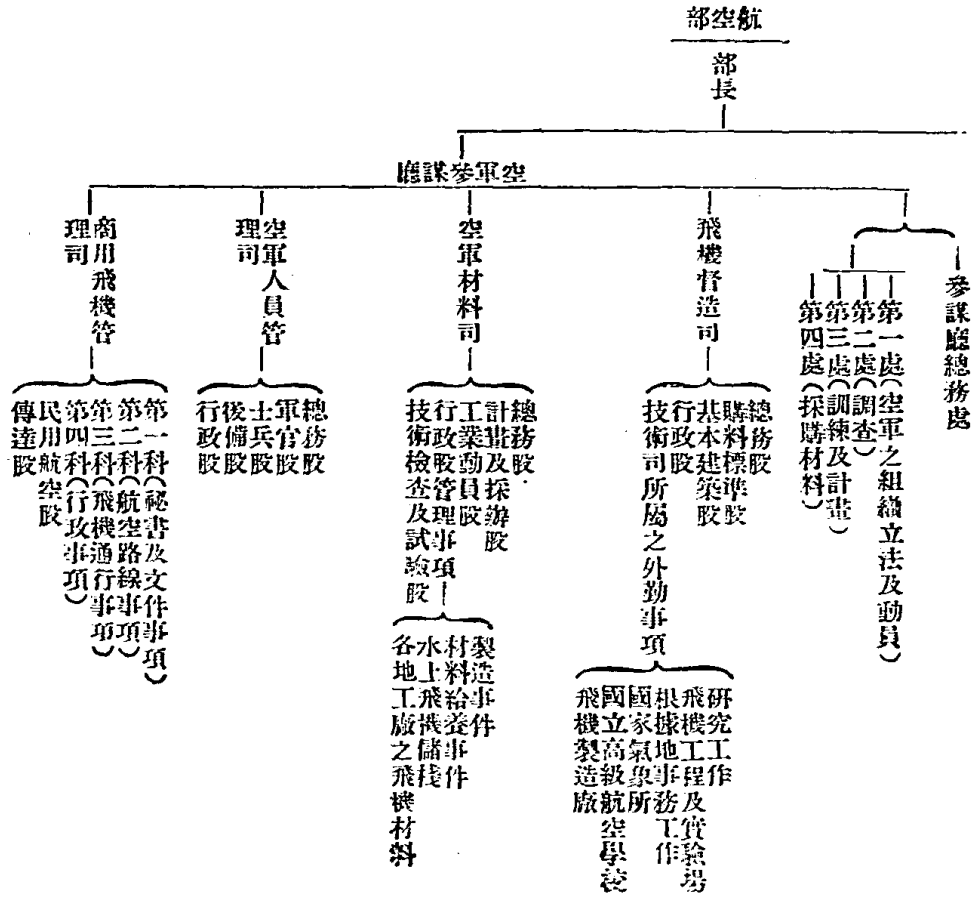 航空部
部長
空軍參謀廳
參謀廳總務處
第一處(空軍之組織立法及動員)
第二處(調查)
第三處(訓練及計畫)
第四處(採購材料)
飛機督造司
總務股
購料標準股
基本建築股
行政股
技術司所屬之外勤事項
研究工作
飛機工程及實驗場
根據地事務工作
國家氣象所
國立高級航空學校
飛機製造廠
空軍材料司
總務股
計畫及採辦股
工業動員股
行政股管理事項
技術檢查及試驗股
製造事件
材料給養事件
水上飛機儲棧
各地工廠之飛機材料
空軍人員管
理司
總務股
軍官股
士兵股
後備股
行政股
商用飛機管
理司
第一科(祕書及文件事項)
第二科(航空路線事項)
第三科(飛機通行事項)
第四科(行政事項)
民用航空股
傳達股